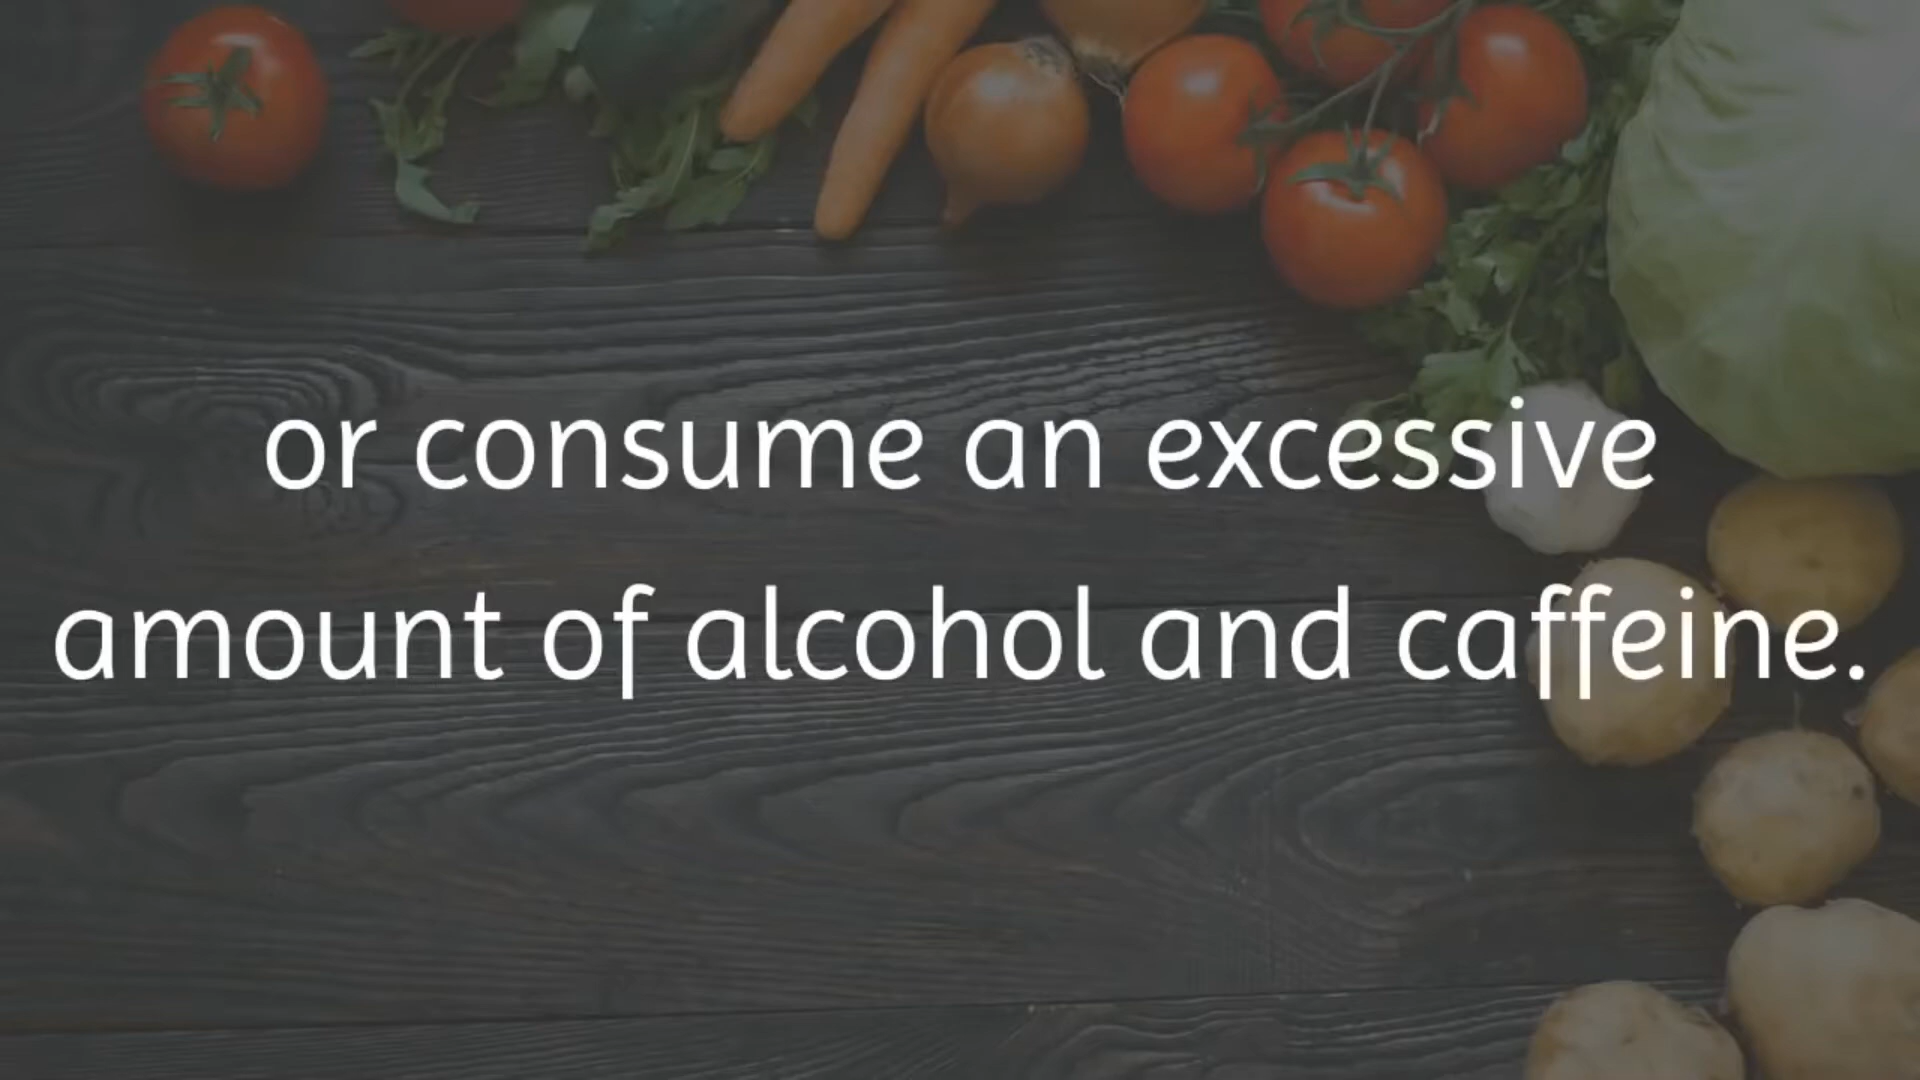 or consume an excessive
amount of alcohol and caffeine.